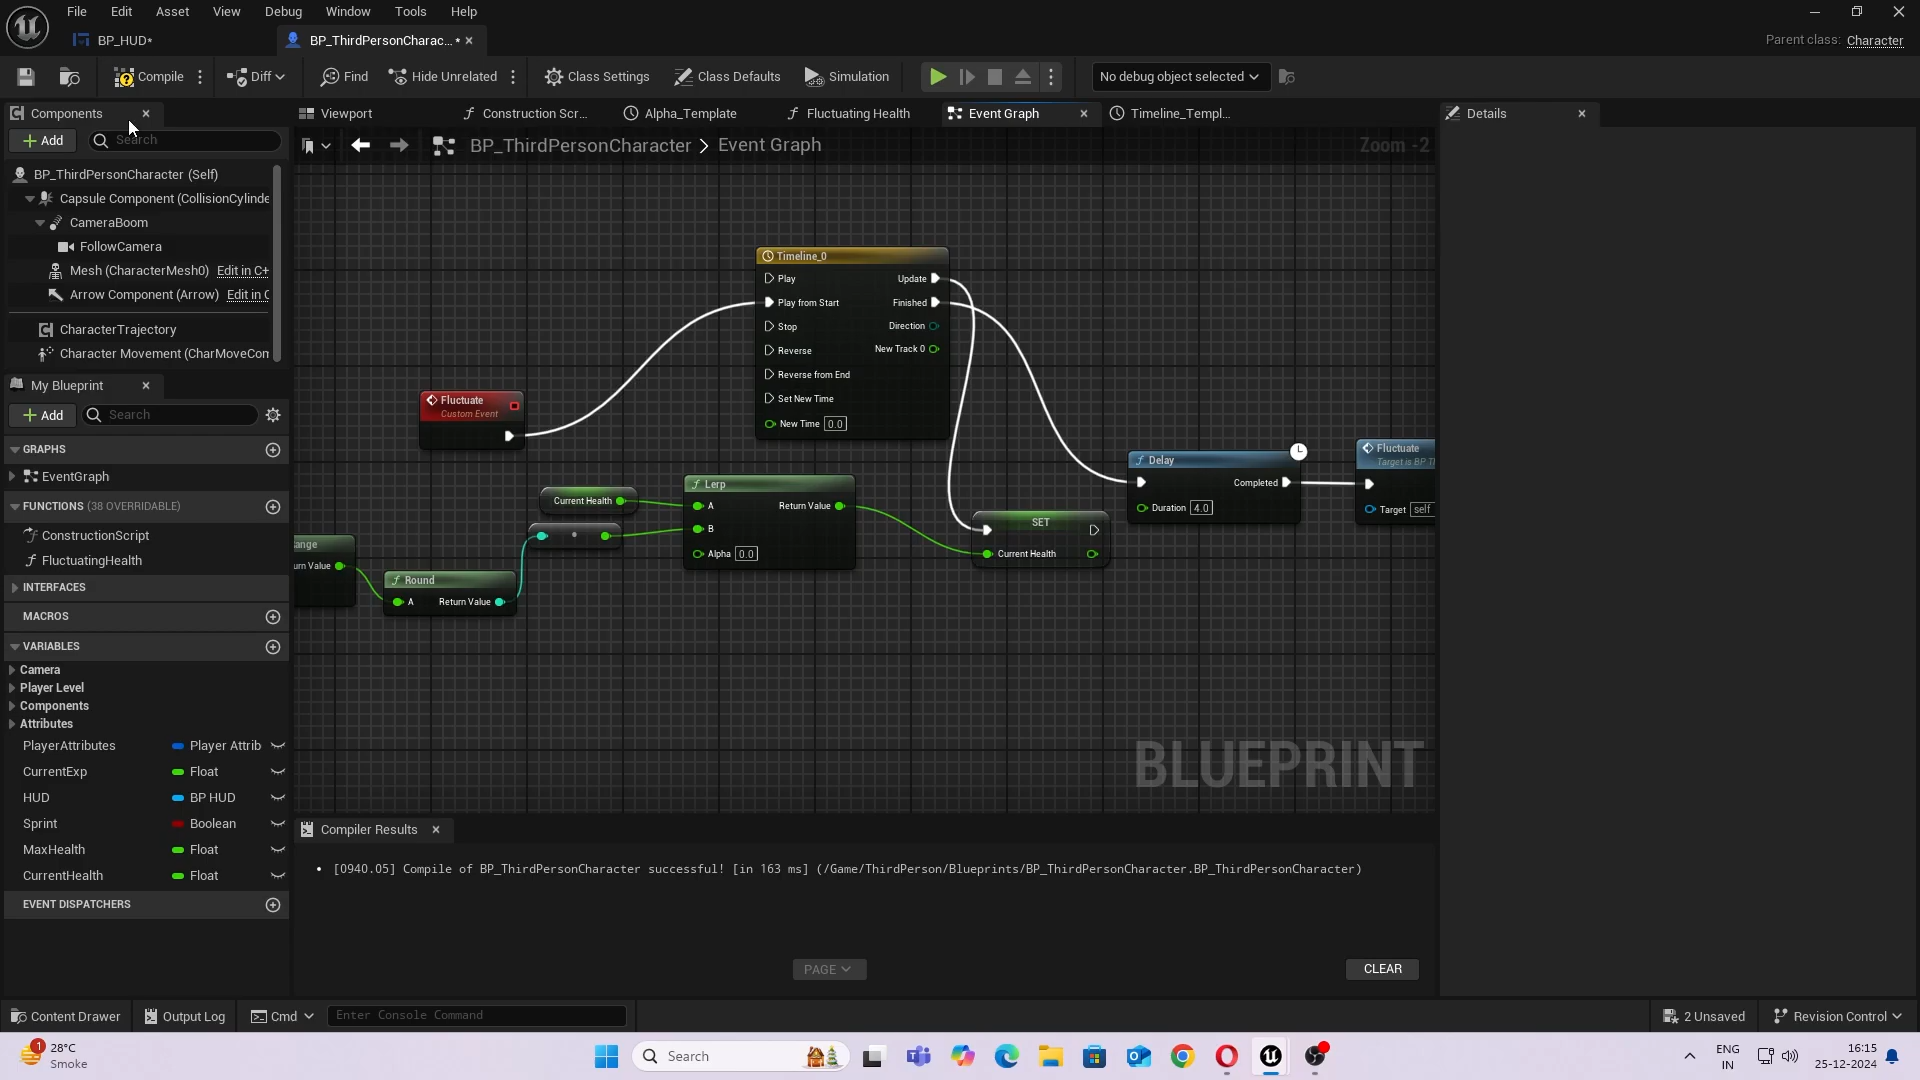 File Edit Asset View Debug Window Tools Help
BP_HUD*
BP_ThirdPersonCharac... *
Parent class: Character
Compile
Diff
Find
Hide Unrelated
Class Settings
Class Defaults
Simulation
No debug object selected
Components
Viewport
Construction Scr...
Alpha_Template
Fluctuating Health
Event Graph
Timeline_Templ...
Details
Add
Search
BP_ThirdPersonCharacter > Event Graph
Zoom -2
BP_ThirdPersonCharacter (Self)
Capsule Component (CollisionCylinde
CameraBoom
FollowCamera
Mesh (CharacterMesh0) Edit in C+
Arrow Component (Arrow) Edit in C
CharacterTrajectory
Character Movement (CharMoveCom
My Blueprint
Add
Search
GRAPHS
EventGraph
FUNCTIONS (38 OVERRIDABLE)
ConstructionScript
FluctuatingHealth
INTERFACES
MACROS
VARIABLES
Camera
Player Level
Components
Attributes
PlayerAttributes Player Attrib
CurrentExp Float
HUD BP HUD
Sprint Boolean
MaxHealth Float
CurrentHealth Float
EVENT DISPATCHERS
Timeline_0
Play Update
Play from Start Finished
Stop Direction
Reverse New Track 0
Reverse from End
Set New Time
New Time 0.0
Fluctuate
Custom Event
Current Health
Lerp
A Return Value
B
Alpha 0.0
ange
urn Value
Round
A Return Value
SET
Current Health
Delay
Completed
Duration 4.0
Fluctuate
Target is BP T
Target self
BLUEPRINT
Compiler Results
• [0940.05] Compile of BP_ThirdPersonCharacter successful! [in 163 ms] (/Game/ThirdPerson/Blueprints/BP_ThirdPersonCharacter.BP_ThirdPersonCharacter)
PAGE
CLEAR
Content Drawer
Output Log
Cmd
Enter Console Command
2 Unsaved
Revision Control
1
28°C
Smoke
Search
ENG
IN
16:15
25-12-2024